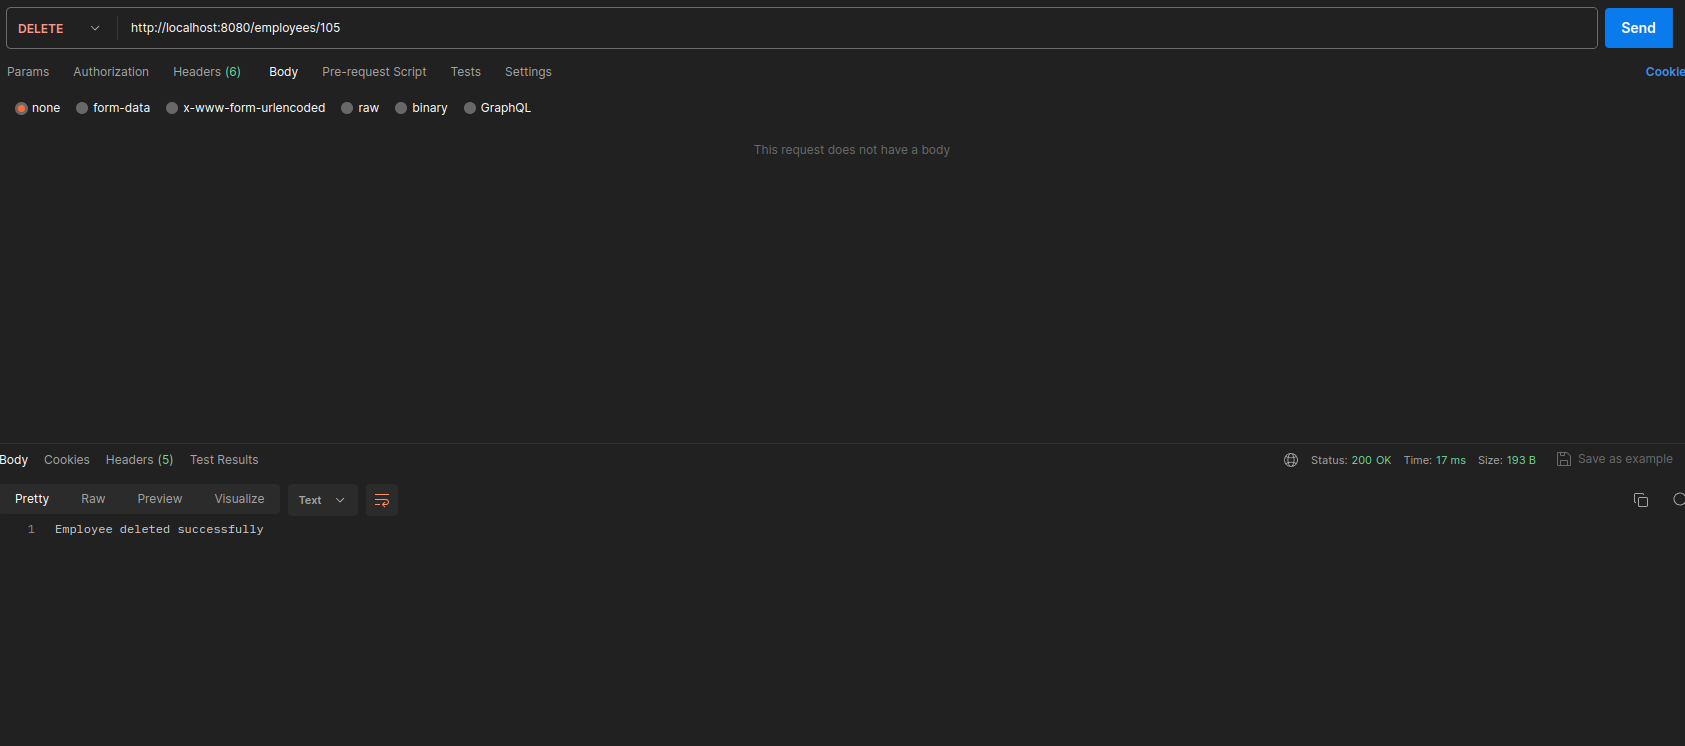 DELETE http://localhost:8080/employees/105 Send
Params Authorization Headers (6) Body Pre-request Script Tests Settings Cookie
none form-data x-www-form-urlencoded raw binary GraphQL
This request does not have a body
Body Cookies Headers (5) Test Results Status: 200 OK Time: 17 ms Size: 193 B Save as example
Pretty Raw Preview Visualize Text
1 Employee deleted successfully